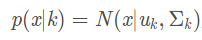 p(x|k) = N(x|u_k, Σ_k)